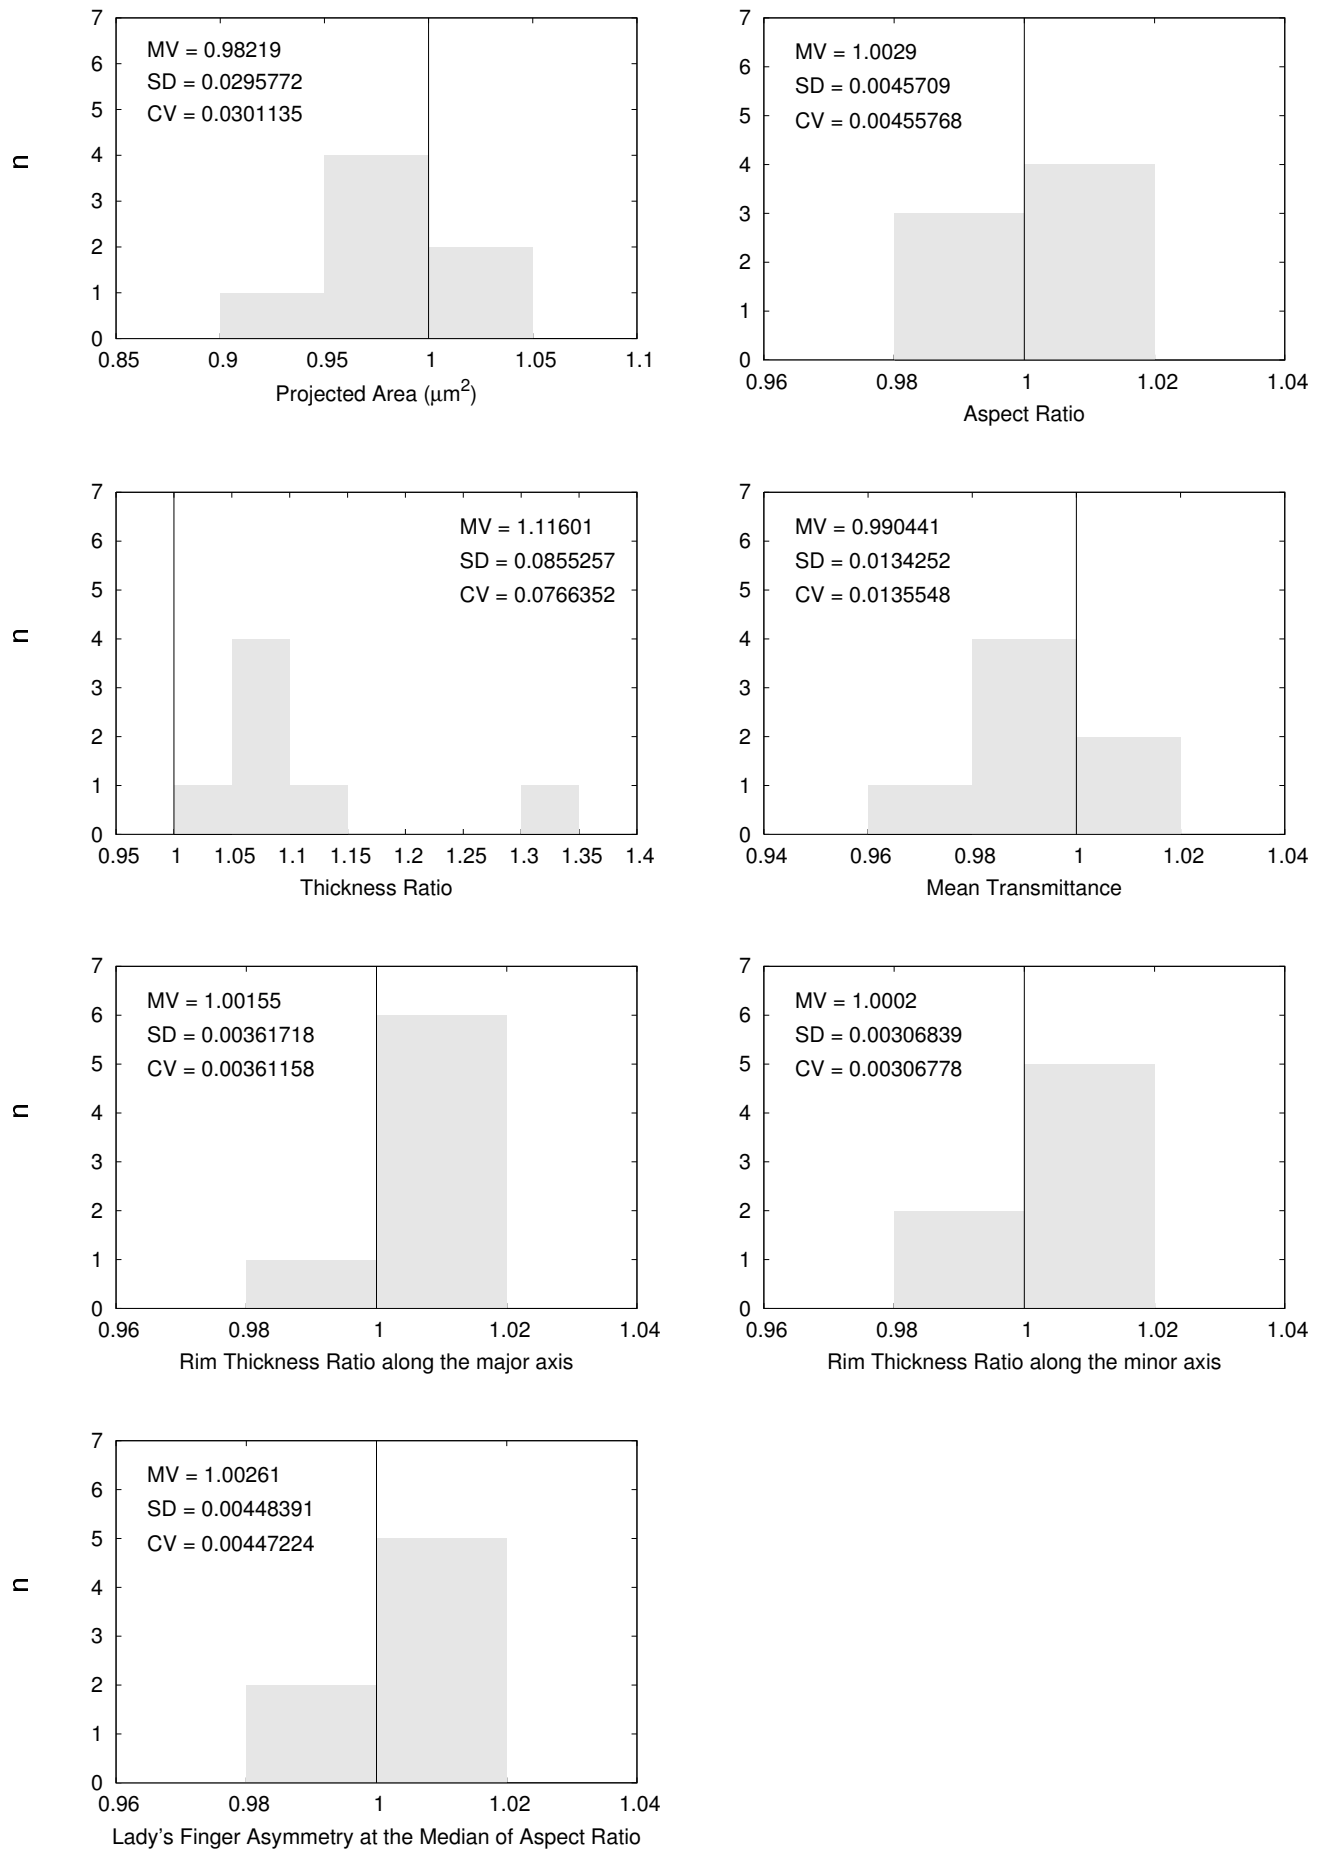 7
6
5
4
3
2
1
0
n
MV = 0.98219
SD = 0.0295772
CV = 0.0301135
0.85 0.9 0.95 1 1.05 1.1
Projected Area (μm²)
7
6
5
4
3
2
1
0
MV = 1.0029
SD = 0.0045709
CV = 0.00455768
0.96 0.98 1 1.02 1.04
Aspect Ratio
7
6
5
4
3
2
1
0
n
MV = 1.11601
SD = 0.0855257
CV = 0.0766352
0.95 1 1.05 1.1 1.15 1.2 1.25 1.3 1.35 1.4
Thickness Ratio
7
6
5
4
3
2
1
0
MV = 0.990441
SD = 0.0134252
CV = 0.0135548
0.94 0.96 0.98 1 1.02 1.04
Mean Transmittance
7
6
5
4
3
2
1
0
n
MV = 1.00155
SD = 0.00361718
CV = 0.00361158
0.96 0.98 1 1.02 1.04
Rim Thickness Ratio along the major axis
7
6
5
4
3
2
1
0
MV = 1.0002
SD = 0.00306839
CV = 0.00306778
0.96 0.98 1 1.02 1.04
Rim Thickness Ratio along the minor axis
7
6
5
4
3
2
1
0
n
MV = 1.00261
SD = 0.00448391
CV = 0.00447224
0.96 0.98 1 1.02 1.04
Lady's Finger Asymmetry at the Median of Aspect Ratio